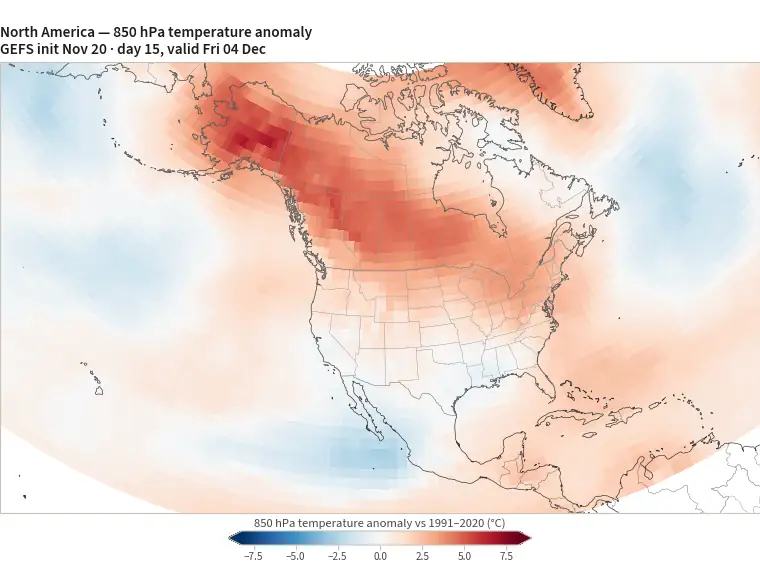 North America — 850 hPa temperature anomaly
GEFS init Nov 20 · day 15, valid Fri 04 Dec
850 hPa temperature anomaly vs 1991–2020 (°C)
−7.5 −5.0 −2.5 0.0 2.5 5.0 7.5